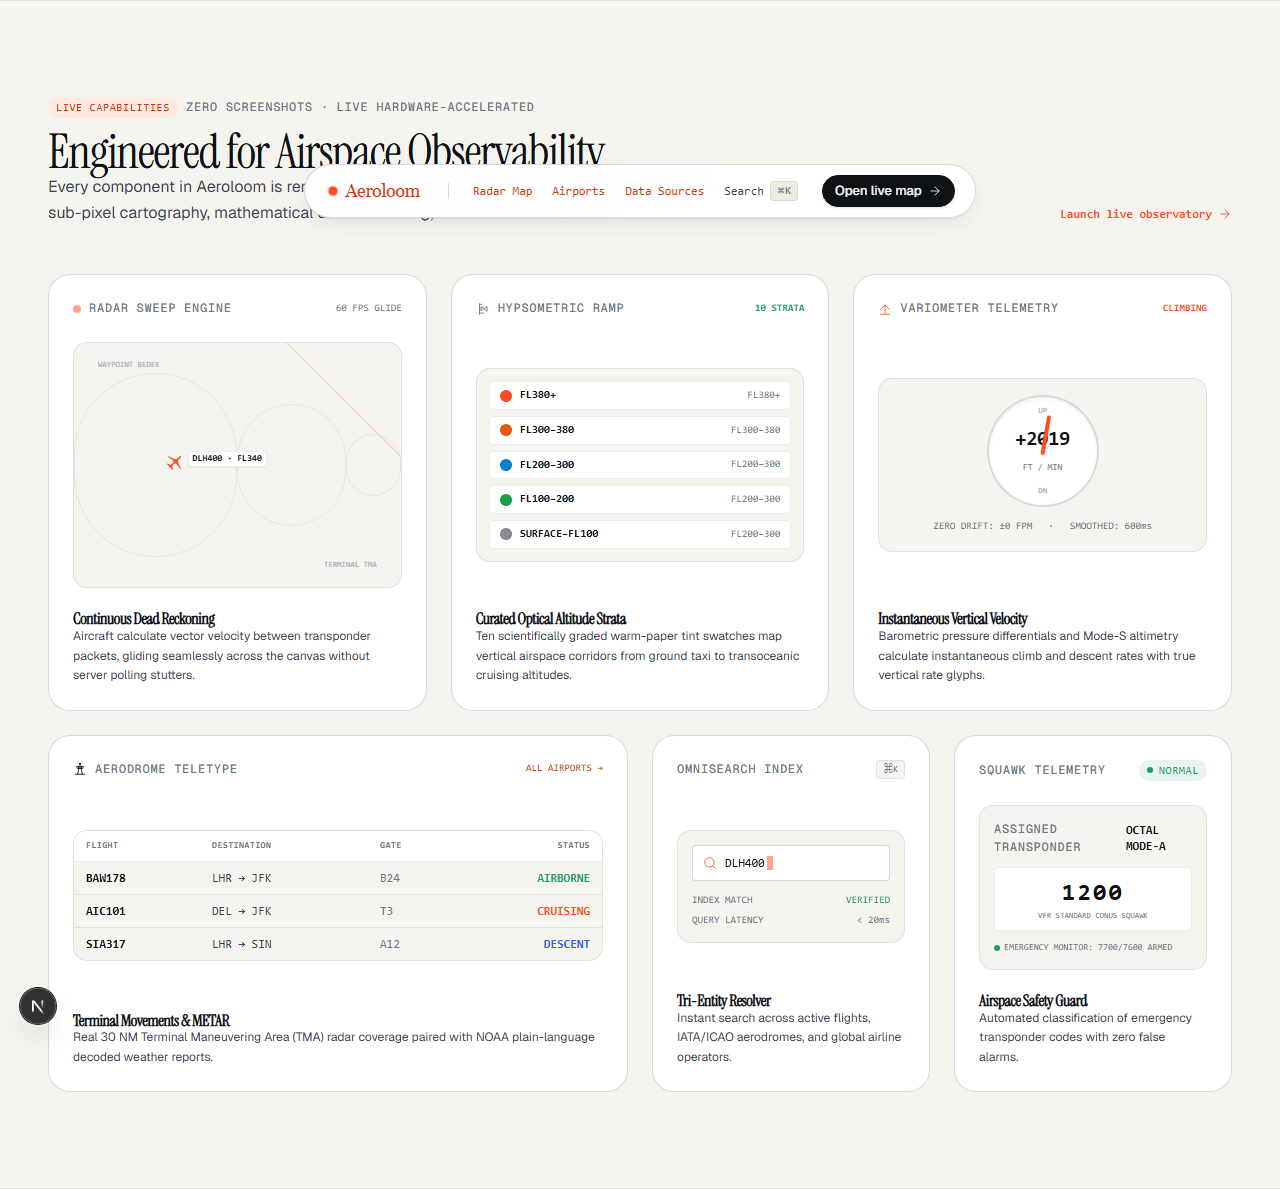 LIVE CAPABILITIES ZERO SCREENSHOTS · LIVE HARDWARE-ACCELERATED
Engineered for Airspace Observability
Every component in Aeroloom is
sub-pixel cartography, mathematical
Aeroloom Radar Map Airports Data Sources Search ⌘K Open live map →
Launch live observatory →
RADAR SWEEP ENGINE 60 FPS GLIDE
WAYPOINT BEDEK
DLH400 · FL340
TERMINAL TMA
Continuous Dead Reckoning
Aircraft calculate vector velocity between transponder
packets, gliding seamlessly across the canvas without
server polling stutters.
HYPSOMETRIC RAMP 10 STRATA
FL380+ FL380+
FL300–380 FL300–380
FL200–300 FL200–300
FL100–200 FL200–300
SURFACE–FL100 FL200–300
Curated Optical Altitude Strata
Ten scientifically graded warm-paper tint swatches map
vertical airspace corridors from ground taxi to transoceanic
cruising altitudes.
VARIOMETER TELEMETRY CLIMBING
UP
+2019
FT / MIN
DN
ZERO DRIFT: ±0 FPM · SMOOTHED: 600ms
Instantaneous Vertical Velocity
Barometric pressure differentials and Mode-S altimetry
calculate instantaneous climb and descent rates with true
vertical rate glyphs.
AERODROME TELETYPE ALL AIRPORTS →
FLIGHT DESTINATION GATE STATUS
BAW178 LHR → JFK B24 AIRBORNE
AIC101 DEL → JFK T3 CRUISING
SIA317 LHR → SIN A12 DESCENT
Terminal Movements & METAR
Real 30 NM Terminal Maneuvering Area (TMA) radar coverage paired with NOAA plain-language
decoded weather reports.
OMNISEARCH INDEX ⌘K
DLH400
INDEX MATCH VERIFIED
QUERY LATENCY < 20ms
Tri-Entity Resolver
Instant search across active flights,
IATA/ICAO aerodromes, and global airline
operators.
SQUAWK TELEMETRY NORMAL
ASSIGNED
TRANSPONDER
OCTAL
MODE-A
1200
VFR STANDARD CONUS SQUAWK
EMERGENCY MONITOR: 7700/7600 ARMED
Airspace Safety Guard
Automated classification of emergency
transponder codes with zero false
alarms.
N